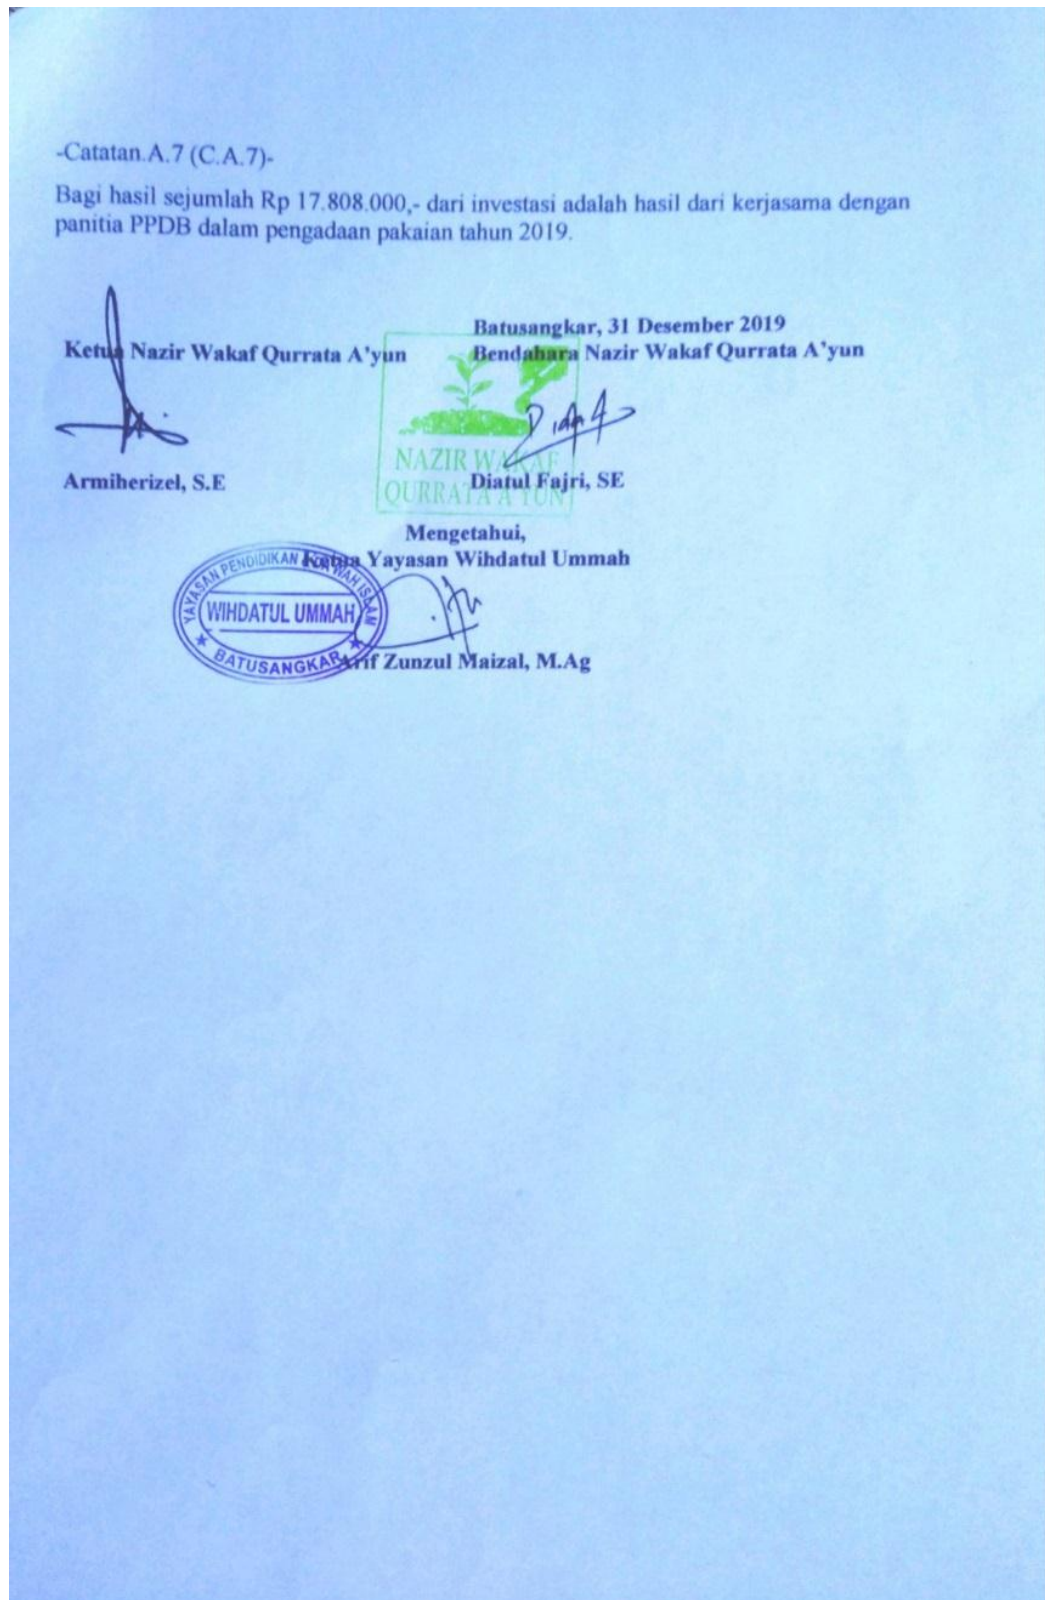 -Catatan.A.7 (C.A.7)-
Bagi hasil sejumlah Rp 17.808.000,- dari investasi adalah hasil dari kerjasama dengan
panitia PPDB dalam pengadaan pakaian tahun 2019.
Batusangkar, 31 Desember 2019
Ketua Nazir Wakaf Qurrata A'yun
Bendahara Nazir Wakaf Qurrata A'yun
NAZIR WAKAF
QURRATA A'YUN
Armiherizel, S.E
Diatul Fajri, SE
Mengetahui,
Ketua Yayasan Wihdatul Ummah
YAYASAN PENDIDIKAN DAKWAH ISLAM
WIHDATUL UMMAH
BATUSANGKAR
Arif Zunzul Maizal, M.Ag